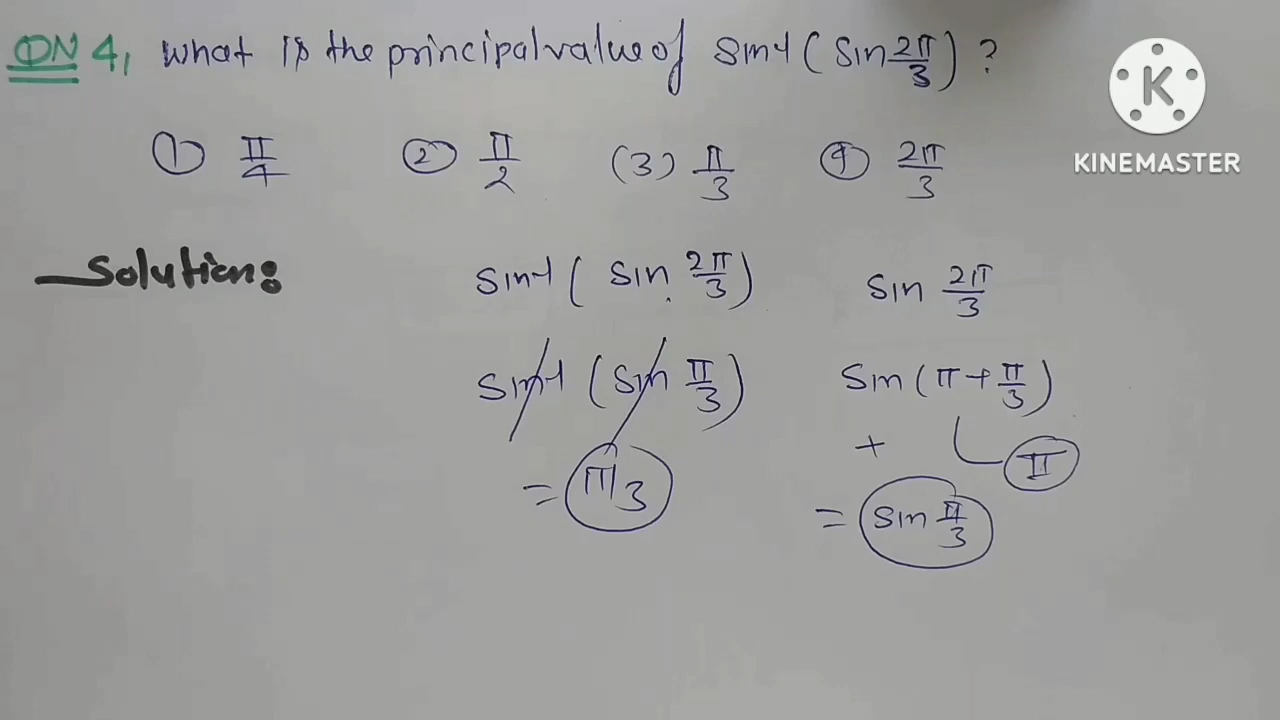 QN 4, What is the principal value of sin⁻¹ ( sin 2π/3 ) ?
① π/4 ② π/2 (3) π/3 ④ 2π/3
K
KINEMASTER
Solution:
sin⁻¹ ( sin 2π/3 ) sin 2π/3
sin⁻¹ ( sin π/3 ) sin ( π + π/3 )
+ II
= π/3 = sin π/3